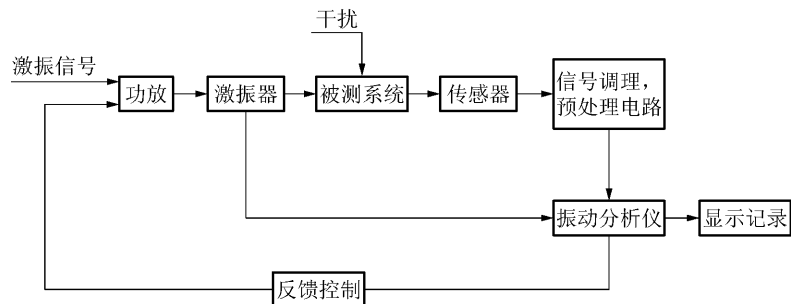 干扰
激振信号
功放
激振器
被测系统
传感器
信号调理，
预处理电路
振动分析仪
显示记录
反馈控制